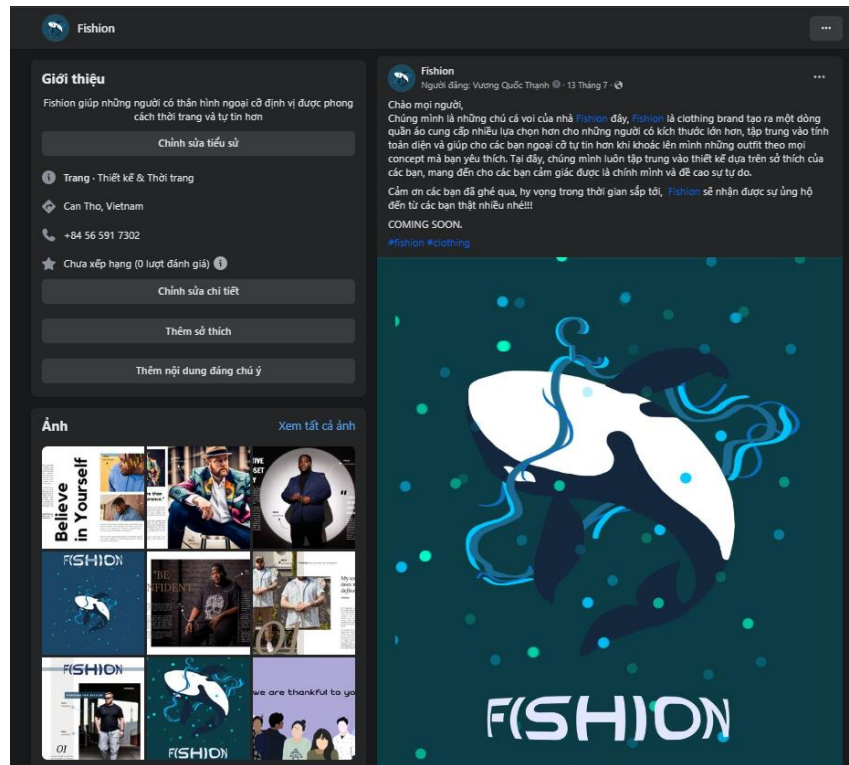 Fishion
Giới thiệu
Fishion giúp những người có thân hình ngoại cỡ định vị được phong
cách thời trang và tự tin hơn
Chỉnh sửa tiểu sử
Trang · Thiết kế & Thời trang
Can Tho, Vietnam
+84 56 591 7302
Chưa xếp hạng (0 lượt đánh giá)
Chỉnh sửa chi tiết
Thêm sở thích
Thêm nội dung đáng chú ý
Ảnh
Xem tất cả ảnh
Believe
in Yourself
"BE
FISHION
FISHION
01
FISHION
we are thankful to yo
Fishion
Người đăng: Vương Quốc Thạnh · 13 Tháng 7 ·
Chào mọi người,
Chúng mình là những chú cá voi của nhà Fishion đây, Fishion là clothing brand tạo ra một dòng
quần áo cung cấp nhiều lựa chọn hơn cho những người có kích thước lớn hơn, tập trung vào tính
toàn diện và giúp cho các bạn ngoại cỡ tự tin hơn khi khoác lên mình những outfit theo mọi
concept mà bạn yêu thích. Tại đây, chúng mình luôn tập trung vào thiết kế dựa trên sở thích của
các bạn, mang đến cho các bạn cảm giác được là chính mình và đề cao sự tự do.
Cảm ơn các bạn đã ghé qua, hy vọng trong thời gian sắp tới, Fishion sẽ nhận được sự ủng hộ
đến từ các bạn thật nhiều nhé!!!
COMING SOON.
#fishion #clothing
FISHION